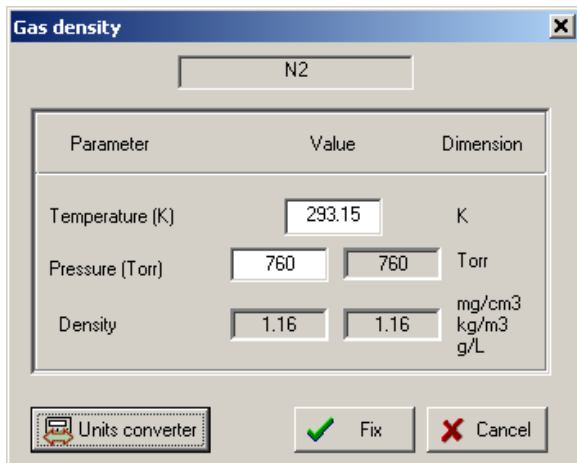 Gas density
N2
Parameter Value Dimension
Temperature (K) 293.15 K
Pressure (Torr) 760 760 Torr
Density 1.16 1.16 mg/cm3
kg/m3
g/L
Units converter Fix Cancel